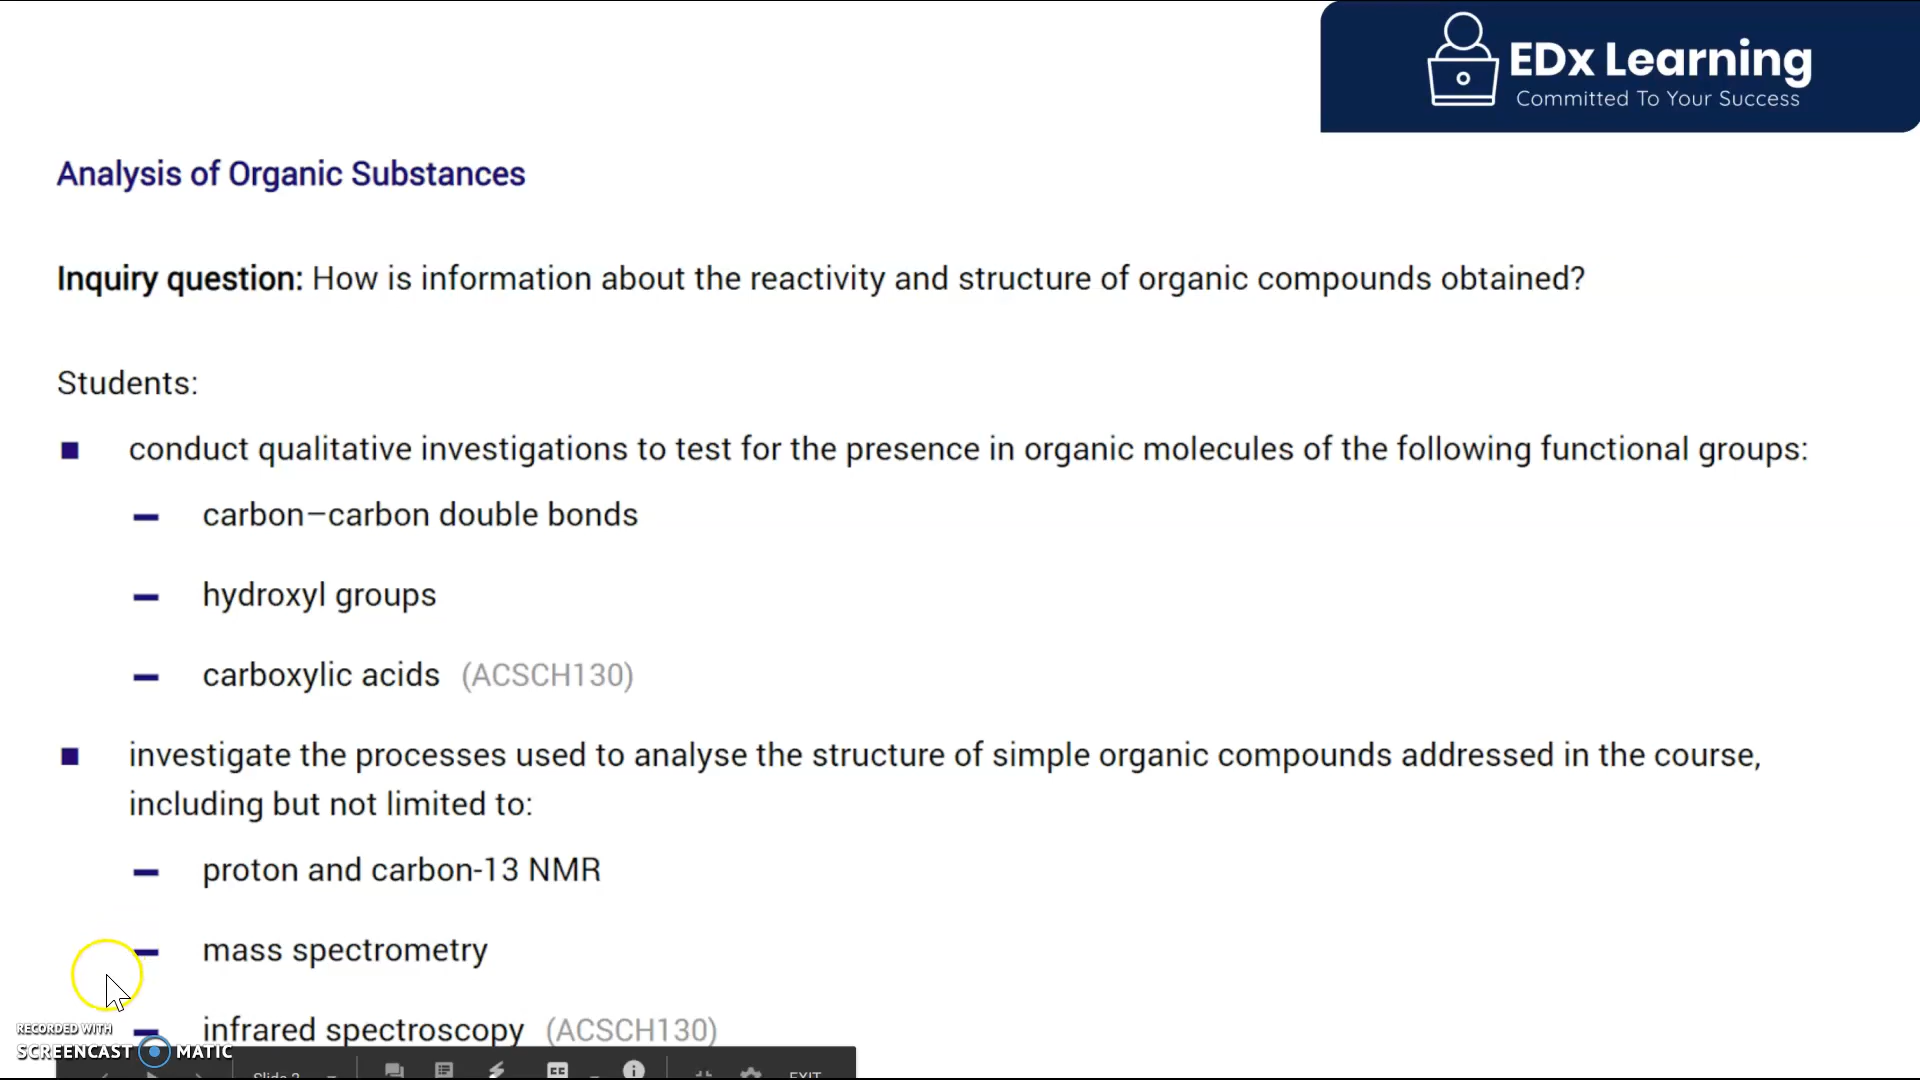 EDx Learning
Committed To Your Success
Analysis of Organic Substances
Inquiry question: How is information about the reactivity and structure of organic compounds obtained?
Students:
■ conduct qualitative investigations to test for the presence in organic molecules of the following functional groups:
– carbon–carbon double bonds
– hydroxyl groups
– carboxylic acids (ACSCH130)
■ investigate the processes used to analyse the structure of simple organic compounds addressed in the course,
including but not limited to:
– proton and carbon-13 NMR
– mass spectrometry
– infrared spectroscopy (ACSCH130)
RECORDED WITH
SCREENCAST MATIC
CC EXIT